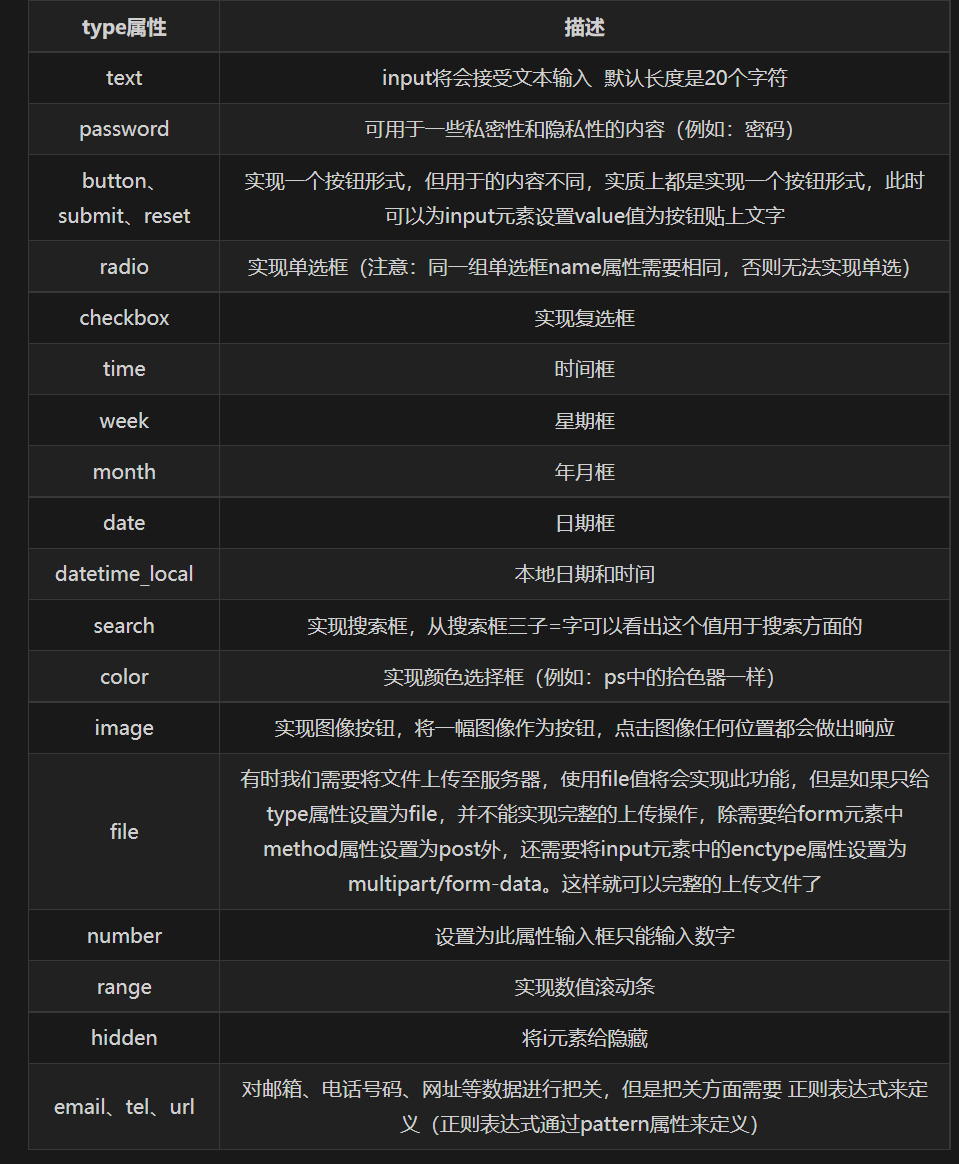 type属性 描述
text input将会接受文本输入 默认长度是20个字符
password 可用于一些私密性和隐私性的内容（例如：密码）
button、
submit、reset
实现一个按钮形式，但用于的内容不同，实质上都是实现一个按钮形式，此时
可以为input元素设置value值为按钮贴上文字
radio 实现单选框（注意：同一组单选框name属性需要相同，否则无法实现单选）
checkbox 实现复选框
time 时间框
week 星期框
month 年月框
date 日期框
datetime_local 本地日期和时间
search 实现搜索框，从搜索框三子=字可以看出这个值用于搜索方面的
color 实现颜色选择框（例如：ps中的拾色器一样）
image 实现图像按钮，将一幅图像作为按钮，点击图像任何位置都会做出响应
file
有时我们需要将文件上传至服务器，使用file值将会实现此功能，但是如果只给
type属性设置为file，并不能实现完整的上传操作，除需要给form元素中
method属性设置为post外，还需要将input元素中的enctype属性设置为
multipart/form-data。这样就可以完整的上传文件了
number 设置为此属性输入框只能输入数字
range 实现数值滚动条
hidden 将i元素给隐藏
email、tel、url
对邮箱、电话号码、网址等数据进行把关，但是把关方面需要 正则表达式来定
义（正则表达式通过pattern属性来定义）